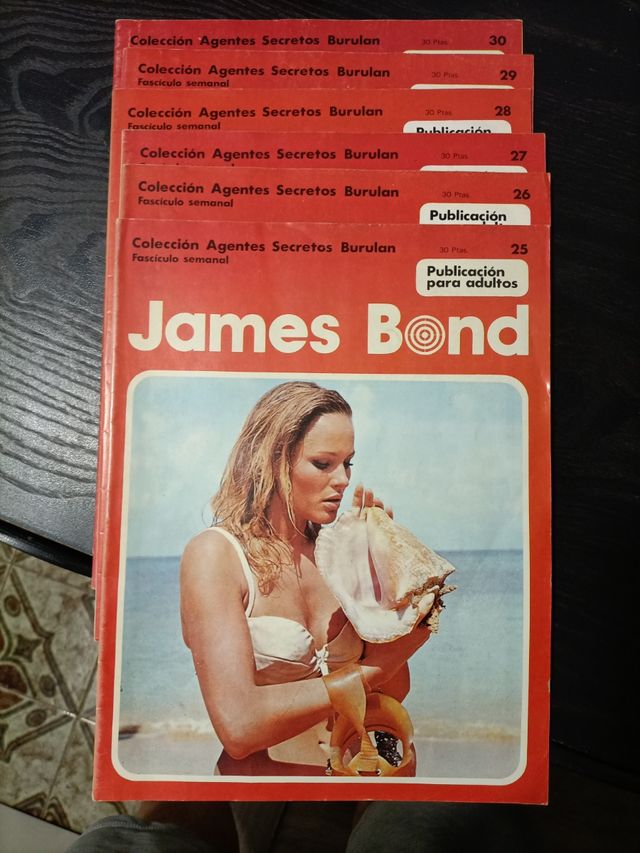 Colección Agentes Secretos Burulan 30 Ptas. 30
Colección Agentes Secretos Burulan 30 Ptas. 29
Fascículo semanal
Colección Agentes Secretos Burulan 30 Ptas. 28
Fascículo semanal
Publicación
Colección Agentes Secretos Burulan 30 Ptas. 27
Colección Agentes Secretos Burulan 30 Ptas. 26
Fascículo semanal
Publicación
Colección Agentes Secretos Burulan 30 Ptas. 25
Fascículo semanal
Publicación
para adultos
James Bond